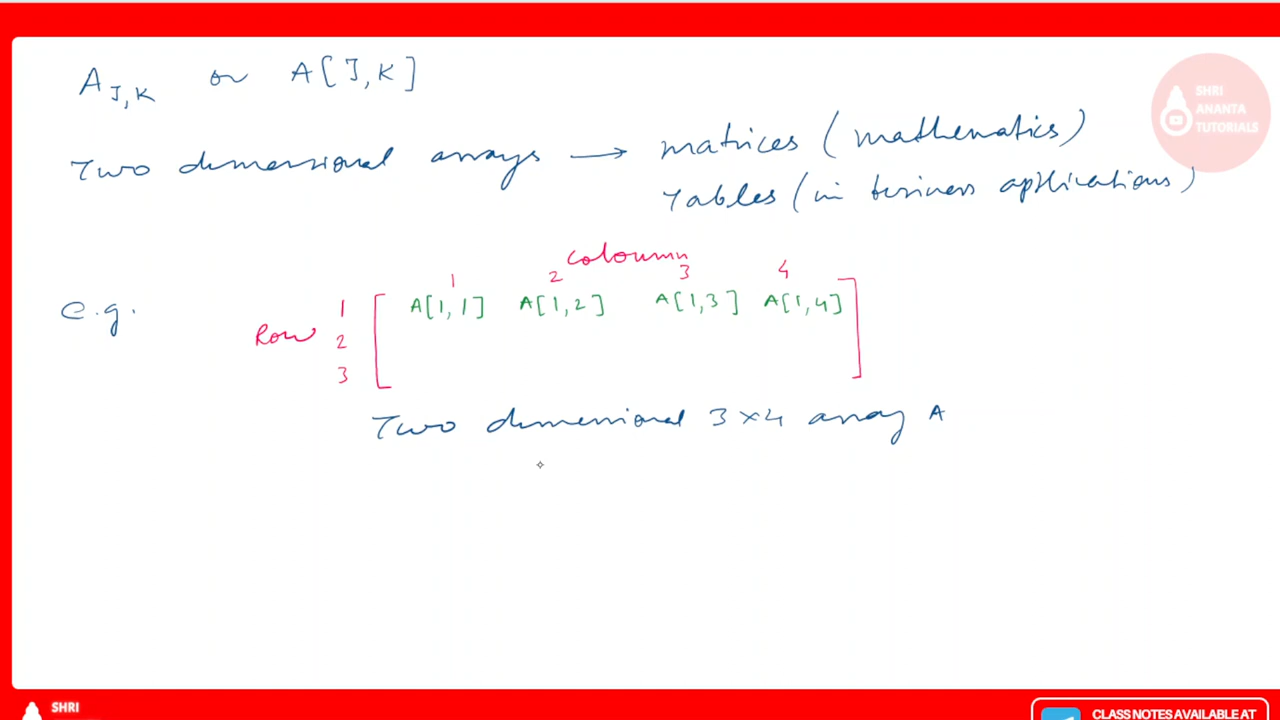 A J,K or A[J,K]
SHRI
ANANTA
TUTORIALS
Two dimensional arrays → matrices (mathematics)
Tables (in business applications)
coloumn
1 2 3 4
e.g.
Row
1 A[1,1] A[1,2] A[1,3] A[1,4]
2
3
Two dimensional 3×4 array A
SHRI
CLASS NOTES AVAILABLE AT